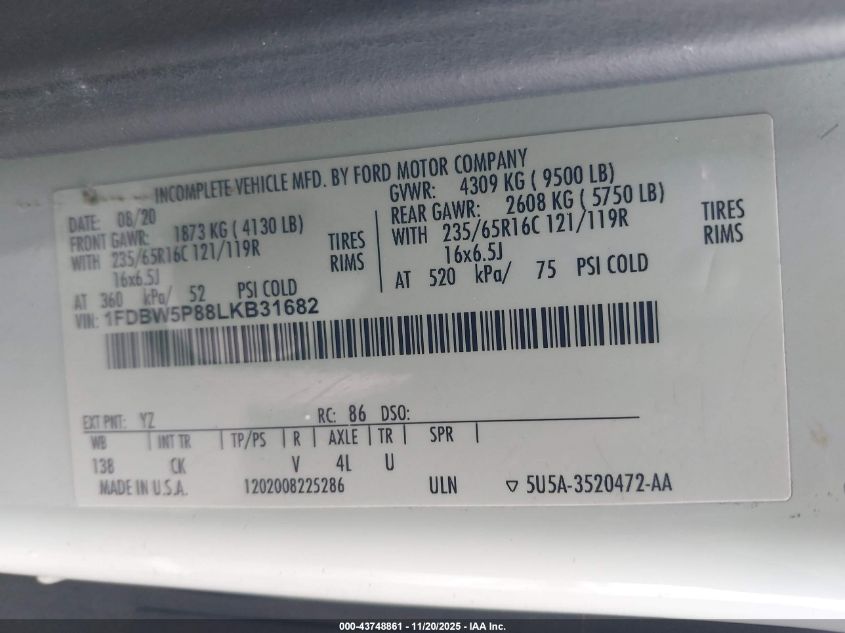 INCOMPLETE VEHICLE MFD. BY FORD MOTOR COMPANY
DATE: 08/20
FRONT GAWR: 1873 KG ( 4130 LB)
WITH 235/65R16C 121/119R TIRES
16x6.5J RIMS
AT 360 kPa/ 52 PSI COLD
GVWR: 4309 KG ( 9500 LB)
REAR GAWR: 2608 KG ( 5750 LB)
WITH 235/65R16C 121/119R TIRES
16x6.5J RIMS
AT 520 kPa/ 75 PSI COLD
VIN: 1FDBW5P88LKB31682
EXT PNT: YZ RC: 86 DSO:
WB INT TR TP/PS R AXLE TR SPR
138 CK V 4L U
MADE IN U.S.A. 1202008225286 ULN ▽ 5U5A-3520472-AA
000-43748861 - 11/20/2025 - IAA Inc.